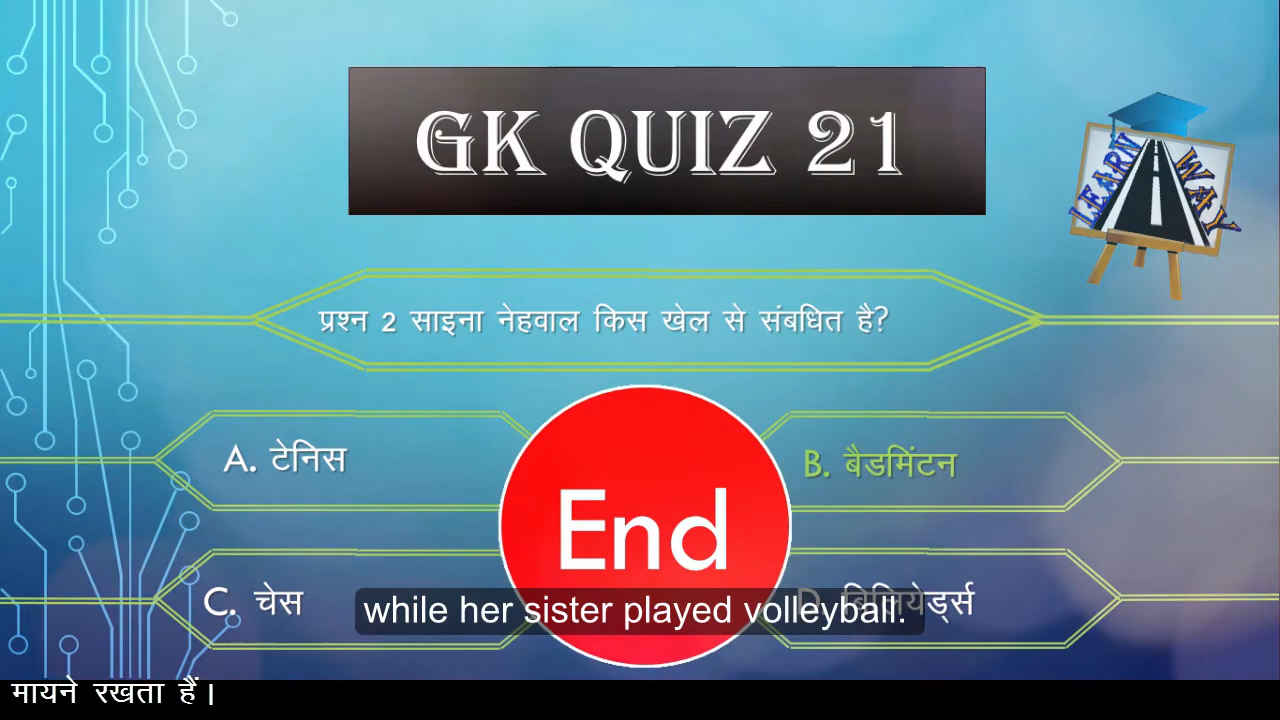 GK QUIZ 21
LEARN WAY
प्रश्न 2 साइना नेहवाल किस खेल से संबधित है?
A. टेनिस
B. बैडमिंटन
End
C. चेस
D. बिलियेर्ड्स
while her sister played volleyball.
मायने रखता हैं।